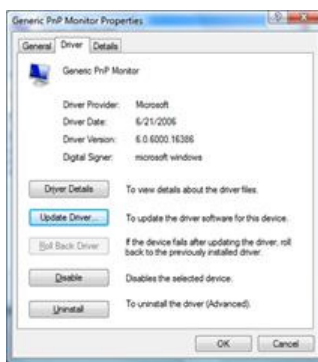 Generic PnP Monitor Properties
General Driver Details
Generic PnP Monitor
Driver Provider: Microsoft
Driver Date: 6/21/2006
Driver Version: 6.0.6000.16386
Digital Signer: microsoft windows
Driver Details To view details about the driver files.
Update Driver... To update the driver software for this device.
Roll Back Driver If the device fails after updating the driver, roll
back to the previously installed driver.
Disable Disables the selected device.
Uninstall To uninstall the driver (Advanced).
OK Cancel